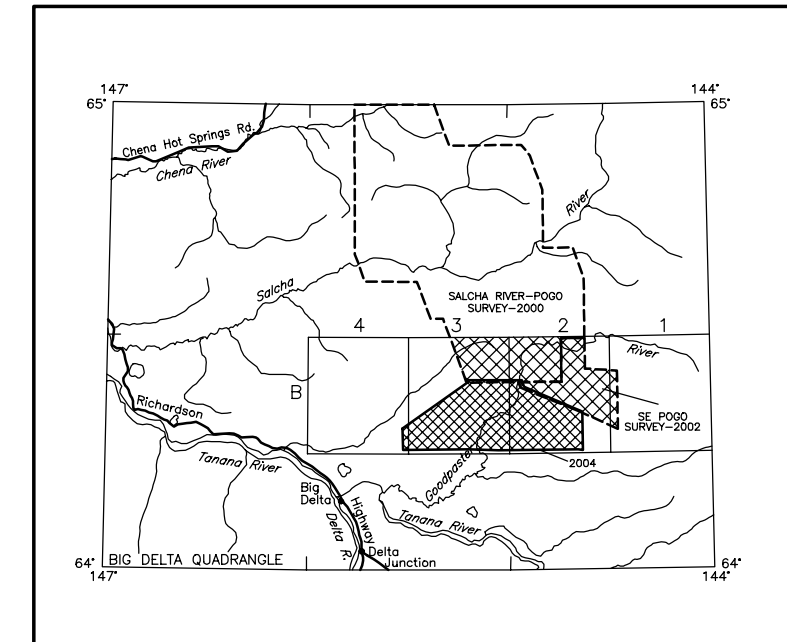 147°
144°
65°
65°
Chena Hot Springs Rd.
Chena River
River
Salcha
SALCHA RIVER-POGO
SURVEY-2000
4
3
2
1
River
B
Richardson
SE POGO
SURVEY-2002
Tanana River
2004
Goodpaster
Big
Delta
Highway
Tanana River
Delta R.
Delta
Junction
64°
BIG DELTA QUADRANGLE
64°
147°
144°